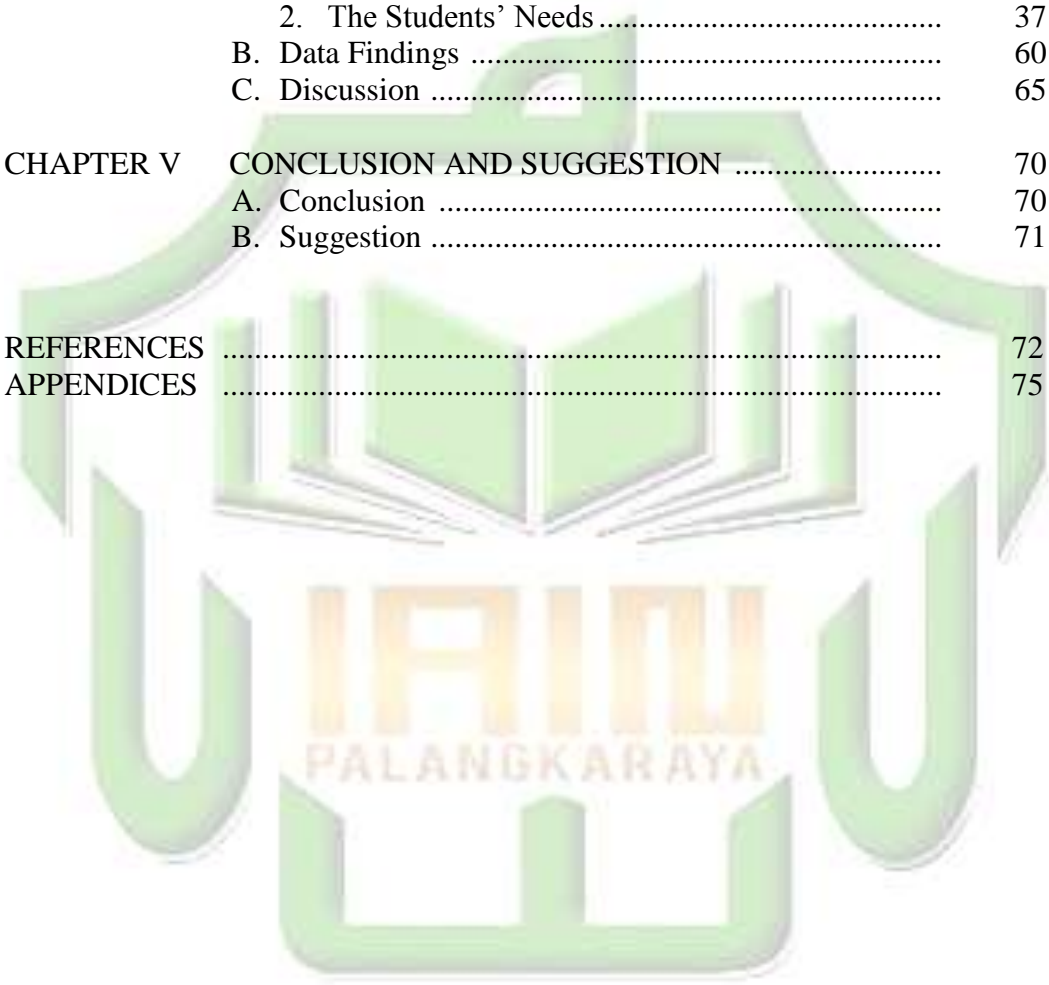 2. The Students’ Needs ............................................. 37
B. Data Findings ............................................................. 60
C. Discussion .................................................................. 65
CHAPTER V CONCLUSION AND SUGGESTION ........................... 70
A. Conclusion ................................................................. 70
B. Suggestion .................................................................. 71
REFERENCES ............................................................................................... 72
APPENDICES ............................................................................................... 75
IAIN
PALANGKARAYA